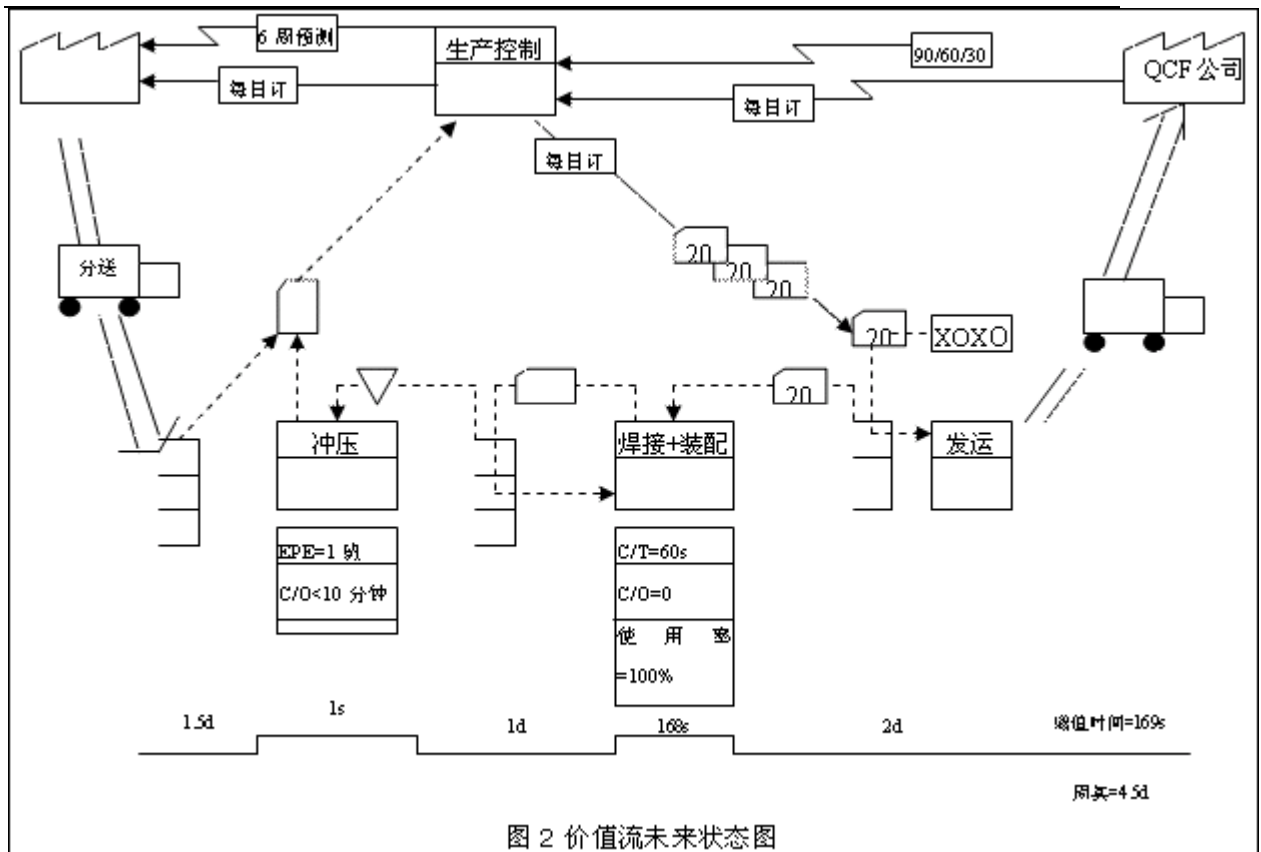 6 周预测
生产控制
90/60/30
QCF 公司
每日订
每日订
每日订
分送
20
20
20
20
XOXO
20
冲压
焊接+装配
发运
EPE=1
C/O<10 分钟
C/T=60s
C/O=0
使用率
=100%
1.5d
1s
1d
168s
2d
增值时间=169s
周期=4.5d
图 2 价值流未来状态图